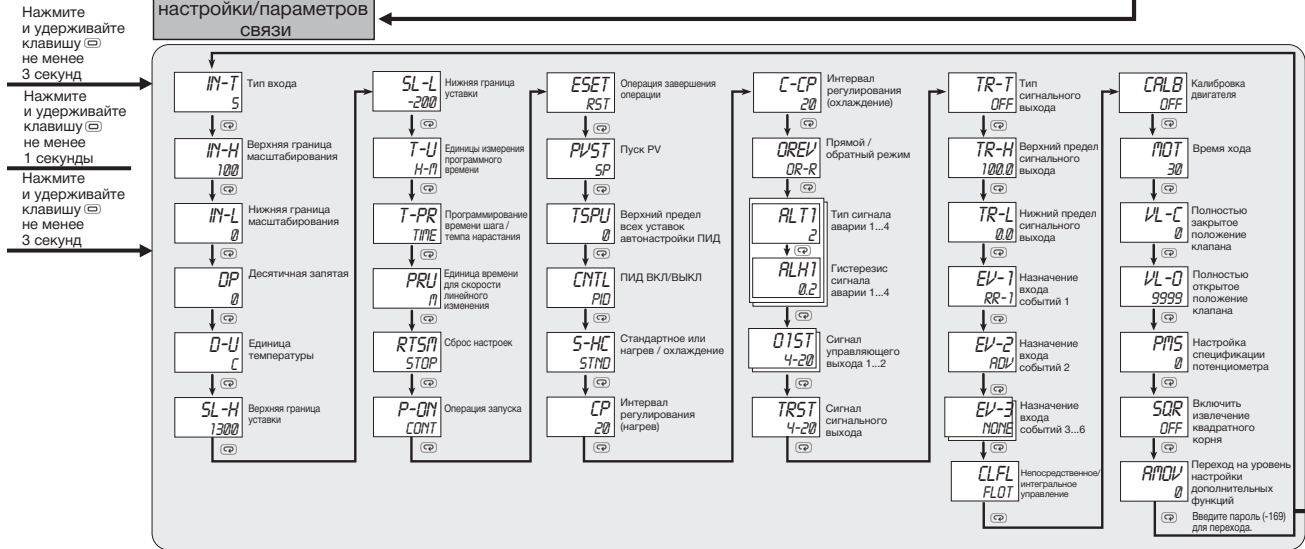 настройки/параметров
связи
Нажмите
и удерживайте
клавишу
не менее
3 секунд
Нажмите
и удерживайте
клавишу
не менее
1 секунды
Нажмите
и удерживайте
клавишу
не менее
3 секунд
IN-T
5
Тип входа
IN-H
100
Верхняя граница
масштабирования
IN-L
0
Нижняя граница
масштабирования
DP
0
Десятичная запятая
D-U
C
Единица
температуры
SL-H
1300
Верхняя граница
уставки
SL-L
-200
Нижняя граница
уставки
T-U
H-M
Единицы измерения
программного
времени
T-PR
TIME
Программирование
времени шага /
темпа нарастания
PRU
M
Единица времени
для скорости
линейного
изменения
RTSM
STOP
Сброс настроек
P-ON
CONT
Операция запуска
ESET
RST
Операция завершения
операции
PVST
SP
Пуск PV
TSPU
0
Верхний предел
всех уставок
автонастройки ПИД
CNTL
PID
ПИД ВКЛ/ВЫКЛ
S-HC
STND
Стандартное или
нагрев / охлаждение
CP
20
Интервал
регулирования
(нагрев)
C-CP
20
Интервал
регулирования
(охлаждение)
OREV
OR-R
Прямой /
обратный режим
ALT1
2
Тип сигнала
аварии 1...4
ALH1
0.2
Гистерезис
сигнала
аварии 1...4
O1ST
4-20
Сигнал
управляющего
выхода 1...2
TRST
4-20
Сигнал
сигнального
выхода
TR-T
OFF
Тип
сигнального
выхода
TR-H
100.0
Верхний предел
сигнального
выхода
TR-L
0.0
Нижний предел
сигнального
выхода
EV-1
RR-1
Назначение
входа
событий 1
EV-2
ADV
Назначение
входа
событий 2
EV-3
NONE
Назначение
входа
событий 3...6
CLFL
FLOT
Непосредственное/
интегральное
управление
CALB
OFF
Калибровка
двигателя
MOT
30
Время хода
VL-C
0
Полностью
закрытое
положение
клапана
VL-O
9999
Полностью
открытое
положение
клапана
PMS
0
Настройка
спецификации
потенциометра
SQR
OFF
Включить
извлечение
квадратного
корня
AMOV
0
Переход на уровень
настройки
дополнительных
функций
Введите пароль (-169)
для перехода.